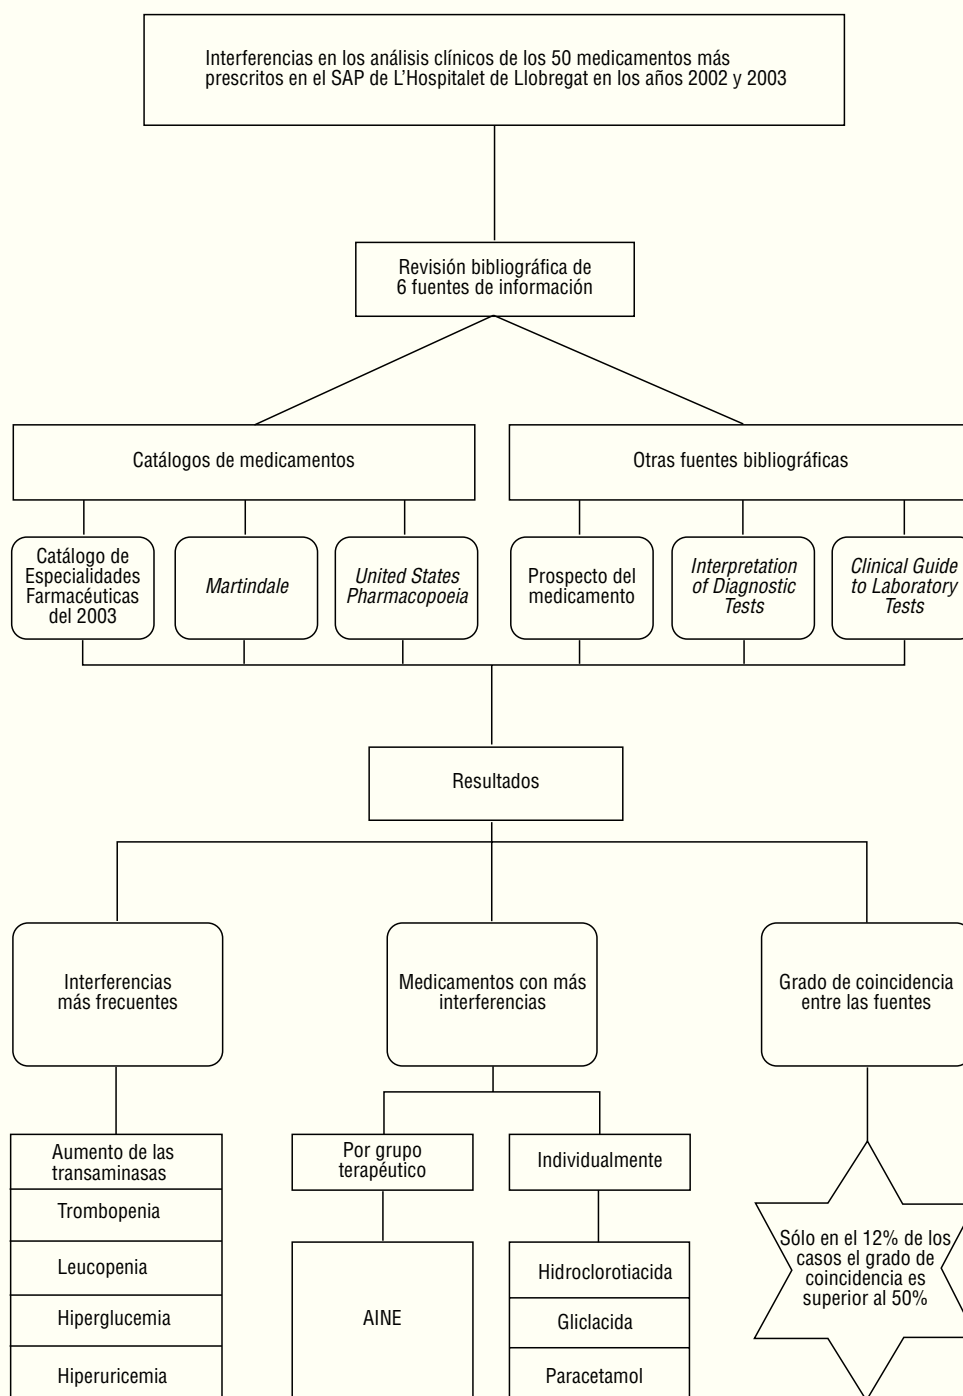 Interferencias en los análisis clínicos de los 50 medicamentos más
prescritos en el SAP de L'Hospitalet de Llobregat en los años 2002 y 2003
Revisión bibliográfica de
6 fuentes de información
Catálogos de medicamentos
Otras fuentes bibliográficas
Catálogo de
Especialidades
Farmacéuticas
del 2003
Martindale
United States
Pharmacopoeia
Prospecto del
medicamento
Interpretation
of Diagnostic
Tests
Clinical Guide
to Laboratory
Tests
Resultados
Interferencias
más frecuentes
Medicamentos con más
interferencias
Grado de coincidencia
entre las fuentes
Aumento de las
transaminasas
Trombopenia
Leucopenia
Hiperglucemia
Hiperuricemia
Por grupo
terapéutico
AINE
Individualmente
Hidroclorotiacida
Gliclacida
Paracetamol
Sólo en el 12% de los
casos el grado de
coincidencia es
superior al 50%